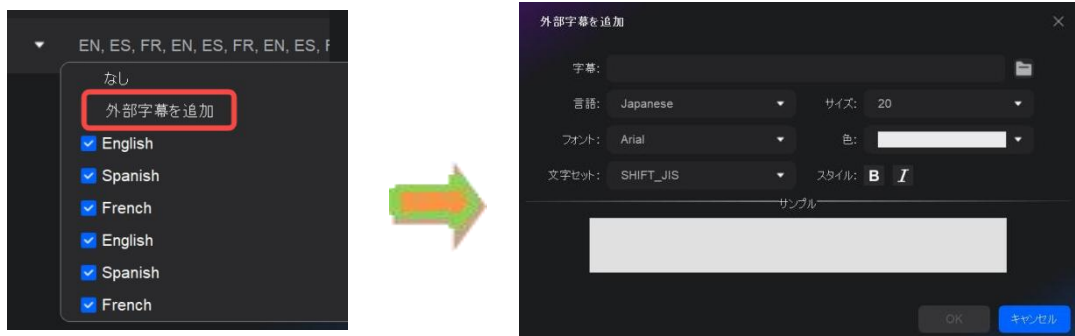 EN, ES, FR, EN, ES, FR, EN, ES, F
なし
外部字幕を追加
English
Spanish
French
English
Spanish
French
外部字幕を追加
字幕:
言語: Japanese サイズ: 20
フォント: Arial 色:
文字セット: SHIFT_JIS スタイル: B I
サンプル
OK キャンセル